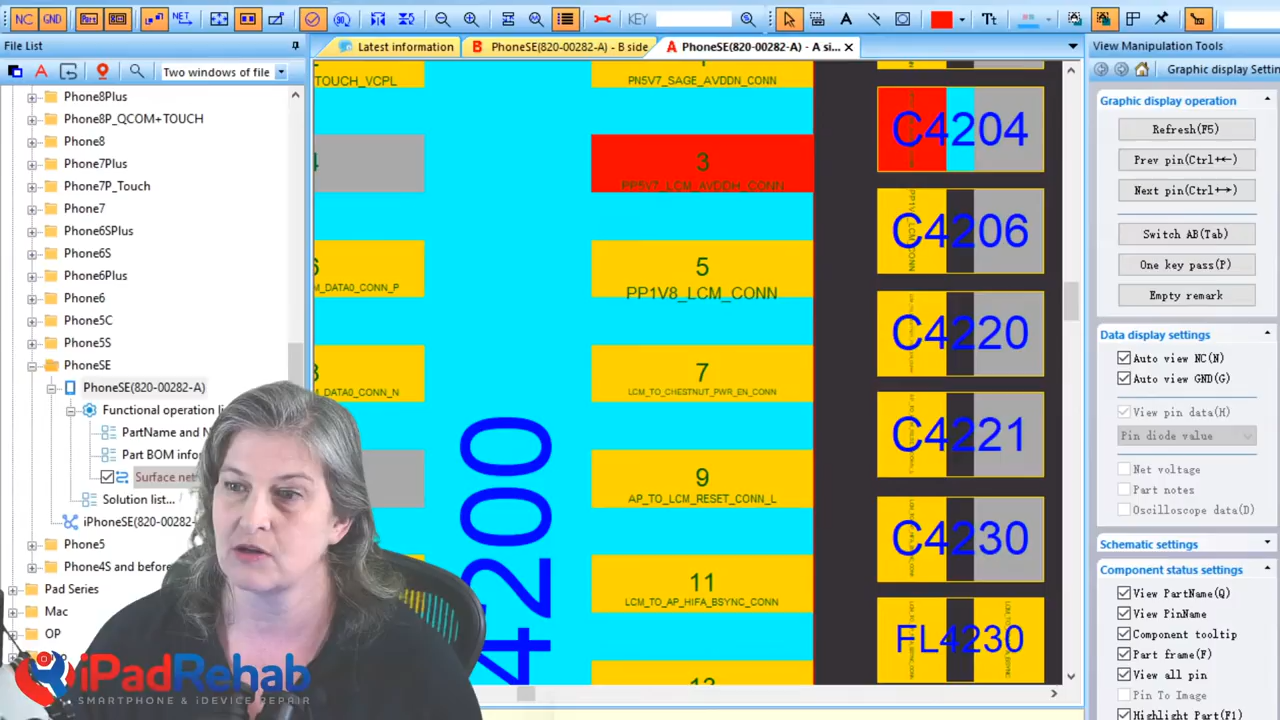 NC GND Part NET 90 KEY Tt
File List
Latest information
B PhoneSE(820-00282-A) - B side
A PhoneSE(820-00282-A) - A si...
View Manipulation Tools
A Two windows of file
Graphic display Settin
Phone8Plus
Phone8P_QCOM+TOUCH
Phone8
Phone7Plus
Phone7P_Touch
Phone7
Phone6SPlus
Phone6S
Phone6Plus
Phone6
Phone5C
Phone5S
PhoneSE
PhoneSE(820-00282-A)
Functional operation li
PartName and N
Part BOM infor
Surface net
Solution list...
iPhoneSE(820-00282-
Phone5
Phone4S and before
Pad Series
Mac
OP
TOUCH_VCPL
PN5V7_SAGE_AVDDN_CONN
3
PP5V7_LCM_AVDDH_CONN
M_DATA0_CONN_P
5
PP1V8_LCM_CONN
M_DATA0_CONN_N
7
LCM_TO_CHESTNUT_PWR_EN_CONN
9
AP_TO_LCM_RESET_CONN_L
11
LCM_TO_AP_HIFA_BSYNC_CONN
13
4200
C4204
C4206
C4220
C4221
C4230
FL4230
Graphic display operation
Refresh(F5)
Prev pin(Ctrl+←)
Next pin(Ctrl+→)
Switch AB(Tab)
One key pass(P)
Empty remark
Data display settings
Auto view NC(N)
Auto view GND(G)
View pin data(H)
Pin diode value
Net voltage
Part notes
Oscilloscope data(D)
Schematic settings
Component status settings
View PartName(Q)
View PinName
Component tooltip
Part frame(F)
View all pin
Pin To Image
Highlight Part(F1)
iPadRehab
SMARTPHONE & iDEVICE REPAIR